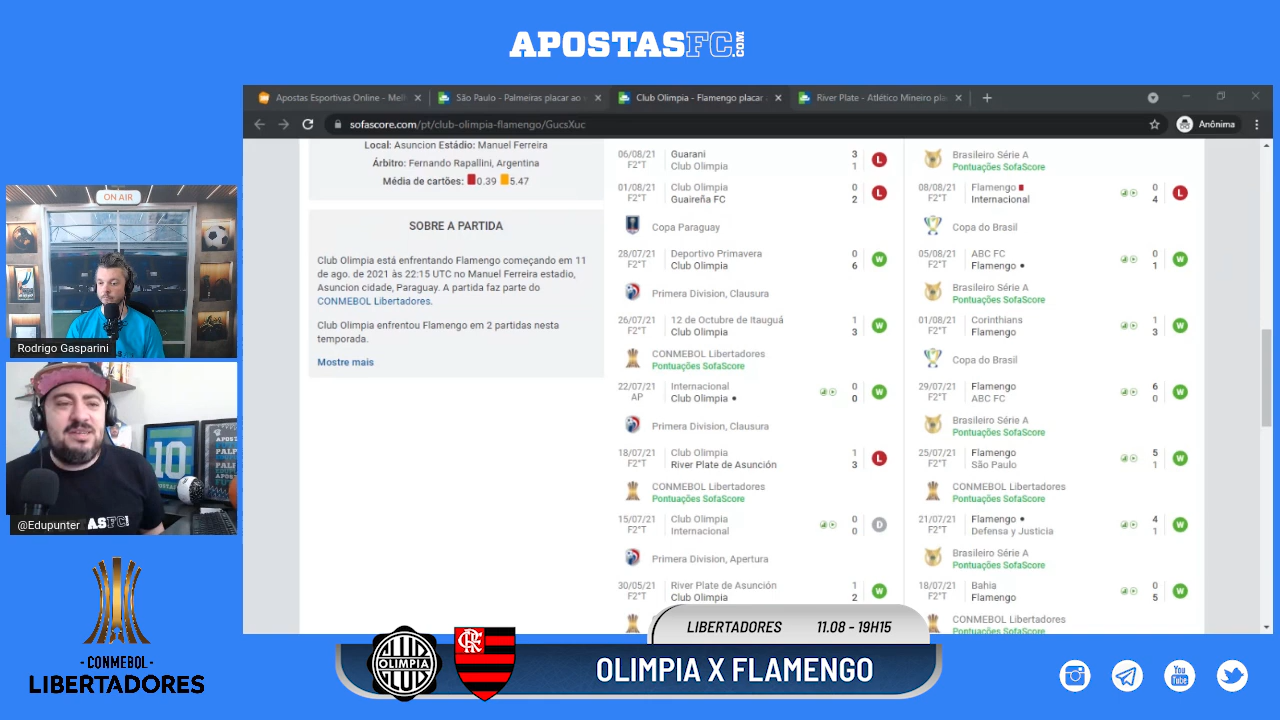 APOSTASFC.COM
Apostas Esportivas Online - Mel
São Paulo - Palmeiras placar ao
Club Olimpia - Flamengo placar
River Plate - Atlético Mineiro pla
sofascore.com/pt/club-olimpia-flamengo/GucsXuc
Anônima
Local: Asuncion Estádio: Manuel Ferreira
Árbitro: Fernando Rapallini, Argentina
Média de cartões: 0.39 5.47
SOBRE A PARTIDA
Club Olimpia está enfrentando Flamengo começando em 11
de ago. de 2021 às 22:15 UTC no Manuel Ferreira estadio,
Asuncion cidade, Paraguay. A partida faz parte do
CONMEBOL Libertadores.
Club Olimpia enfrentou Flamengo em 2 partidas nesta
temporada.
Mostre mais
06/08/21 Guarani 3
F2°T Club Olimpia 1 L
01/08/21 Club Olimpia 0
F2°T Guaireña FC 2 L
Copa Paraguay
28/07/21 Deportivo Primavera 0
F2°T Club Olimpia 6 W
Primera Division, Clausura
26/07/21 12 de Octubre de Itauguá 1
F2°T Club Olimpia 3 W
CONMEBOL Libertadores
Pontuações SofaScore
22/07/21 Internacional 0
AP Club Olimpia 0 W
Primera Division, Clausura
18/07/21 Club Olimpia 1
F2°T River Plate de Asunción 3 L
CONMEBOL Libertadores
Pontuações SofaScore
15/07/21 Club Olimpia 0
F2°T Internacional 0 D
Primera Division, Apertura
30/05/21 River Plate de Asunción 1
F2°T Club Olimpia 2 W
Brasileiro Série A
Pontuações SofaScore
08/08/21 Flamengo 0
F2°T Internacional 4 L
Copa do Brasil
05/08/21 ABC FC 0
F2°T Flamengo 1 W
Brasileiro Série A
Pontuações SofaScore
01/08/21 Corinthians 1
F2°T Flamengo 3 W
Copa do Brasil
29/07/21 Flamengo 6
F2°T ABC FC 0 W
Brasileiro Série A
Pontuações SofaScore
25/07/21 Flamengo 5
F2°T São Paulo 1 W
CONMEBOL Libertadores
Pontuações SofaScore
21/07/21 Flamengo 4
F2°T Defensa y Justicia 1 W
Brasileiro Série A
Pontuações SofaScore
18/07/21 Bahia 0
F2°T Flamengo 5 W
CONMEBOL Libertadores
Pontuações SofaScore
ON AIR
Rodrigo Gasparini
10
ASFC!
@Edupunter
-CONMEBOL-
LIBERTADORES
LIBERTADORES 11.08 - 19H15
OLIMPIA
OLIMPIA X FLAMENGO
You
Tube